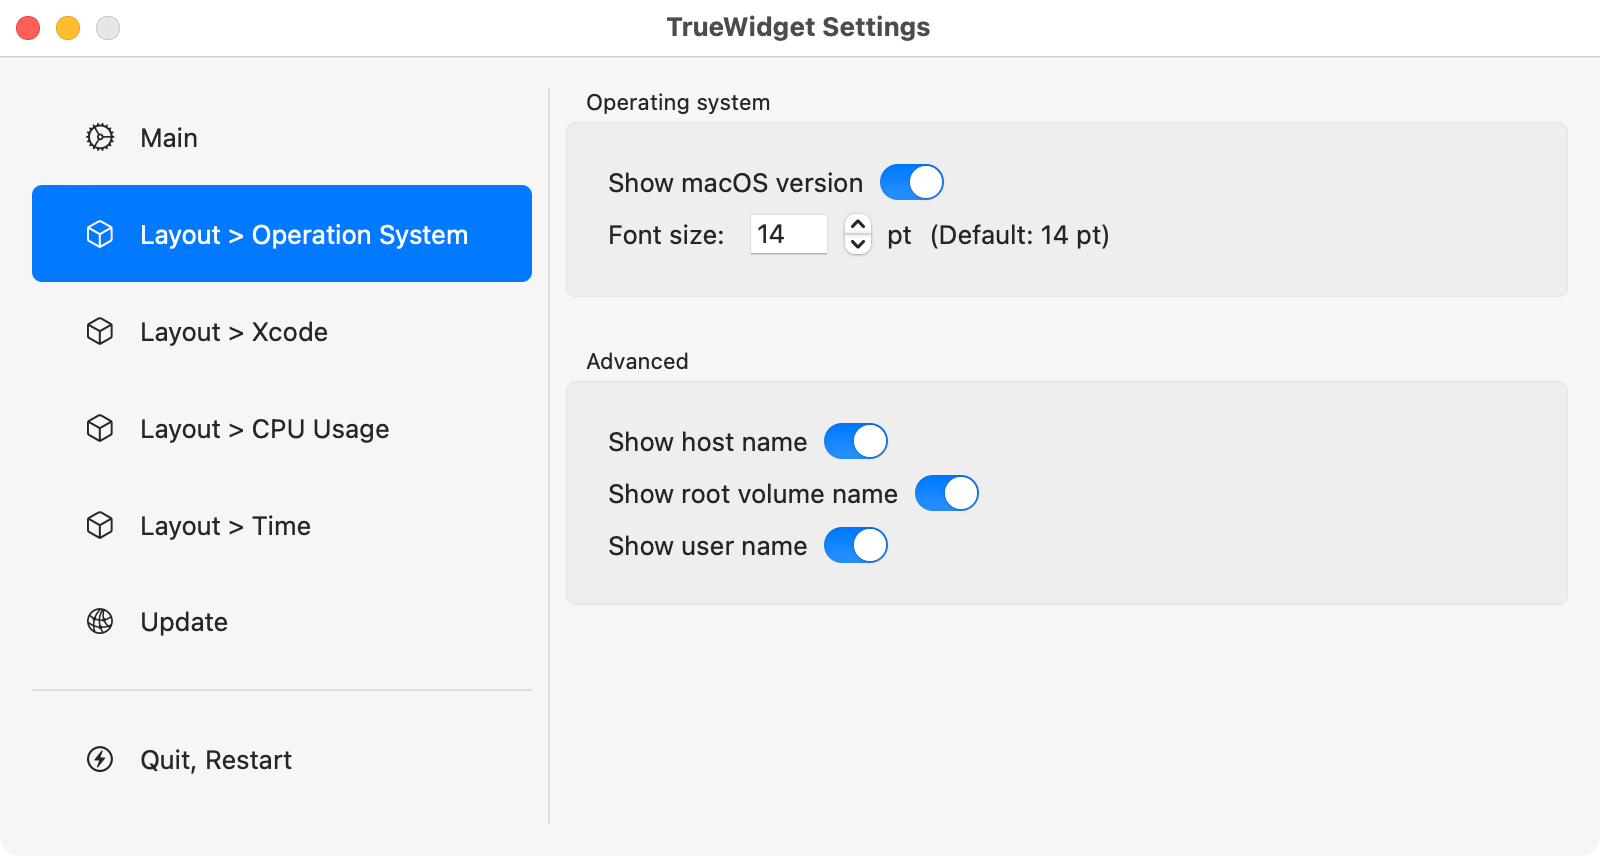 TrueWidget Settings
Main
Layout > Operation System
Layout > Xcode
Layout > CPU Usage
Layout > Time
Update
Quit, Restart
Operating system
Show macOS version
Font size: 14 pt (Default: 14 pt)
Advanced
Show host name
Show root volume name
Show user name